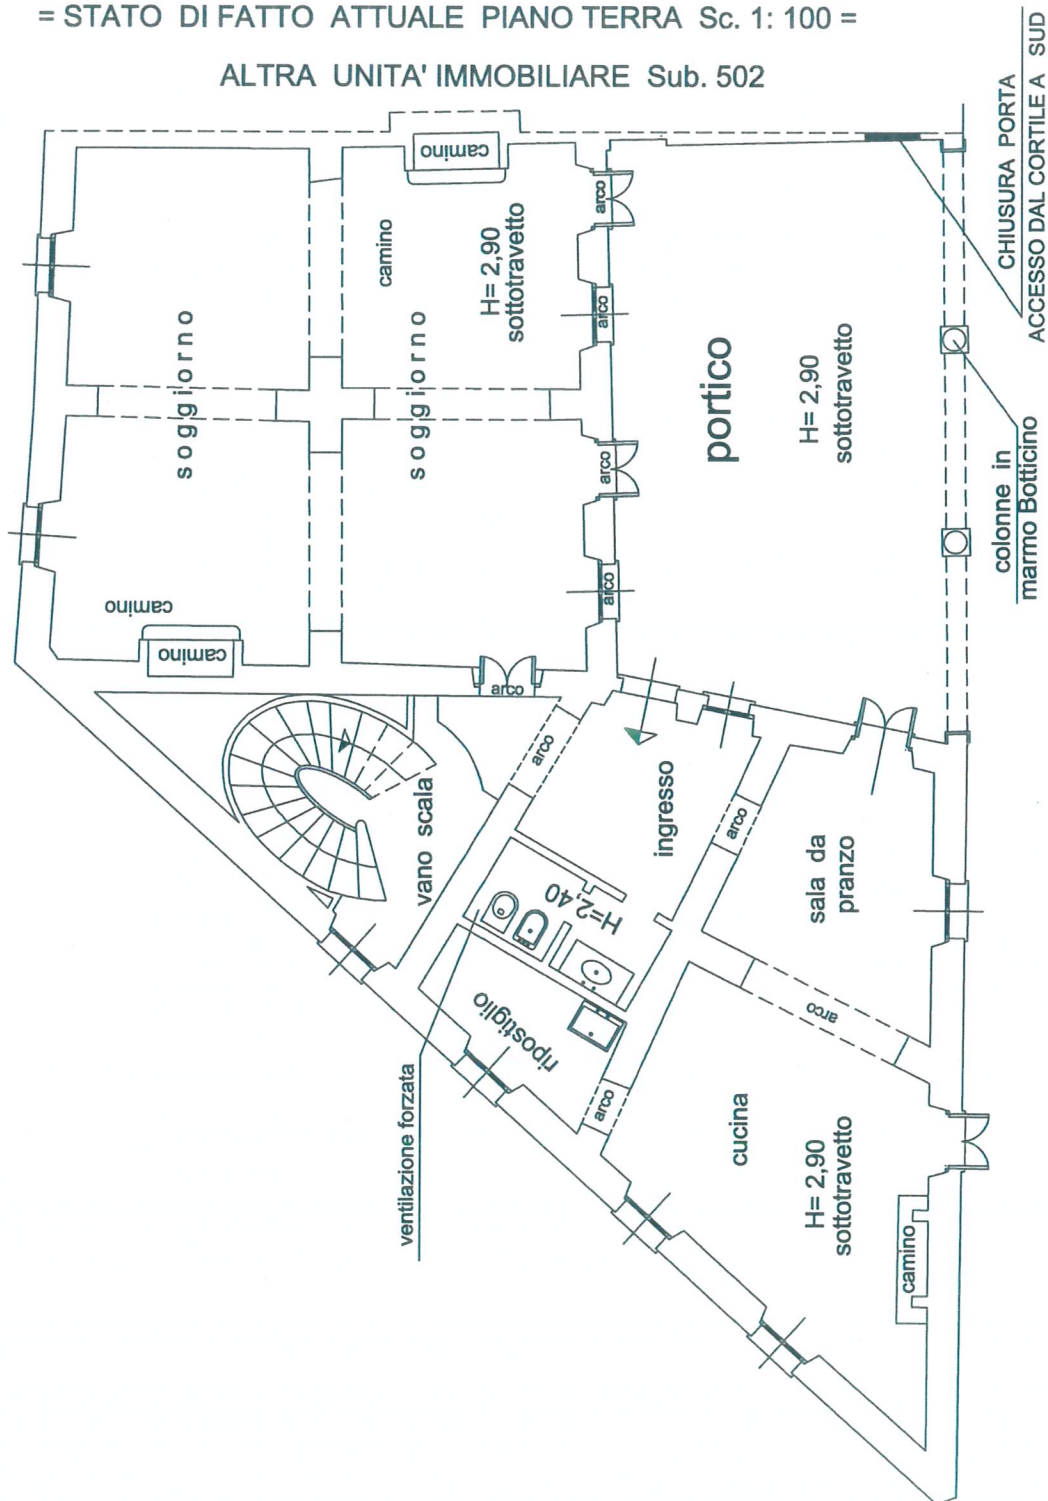 = STATO DI FATTO ATTUALE PIANO TERRA Sc. 1: 100 =
ALTRA UNITA' IMMOBILIARE Sub. 502
CHIUSURA PORTA
ACCESSO DAL CORTILE A SUD
camino
camino
soggiorno
soggiorno
H= 2,90
sottotravetto
arco
arco
arco
arco
portico
H= 2,90
sottotravetto
colonne in
marmo Botticino
camino
camino
arco
vano scala
arco
ingresso
arco
sala da
pranzo
H=2,40
ripostiglio
arco
arco
ventilazione forzata
cucina
H= 2,90
sottotravetto
camino